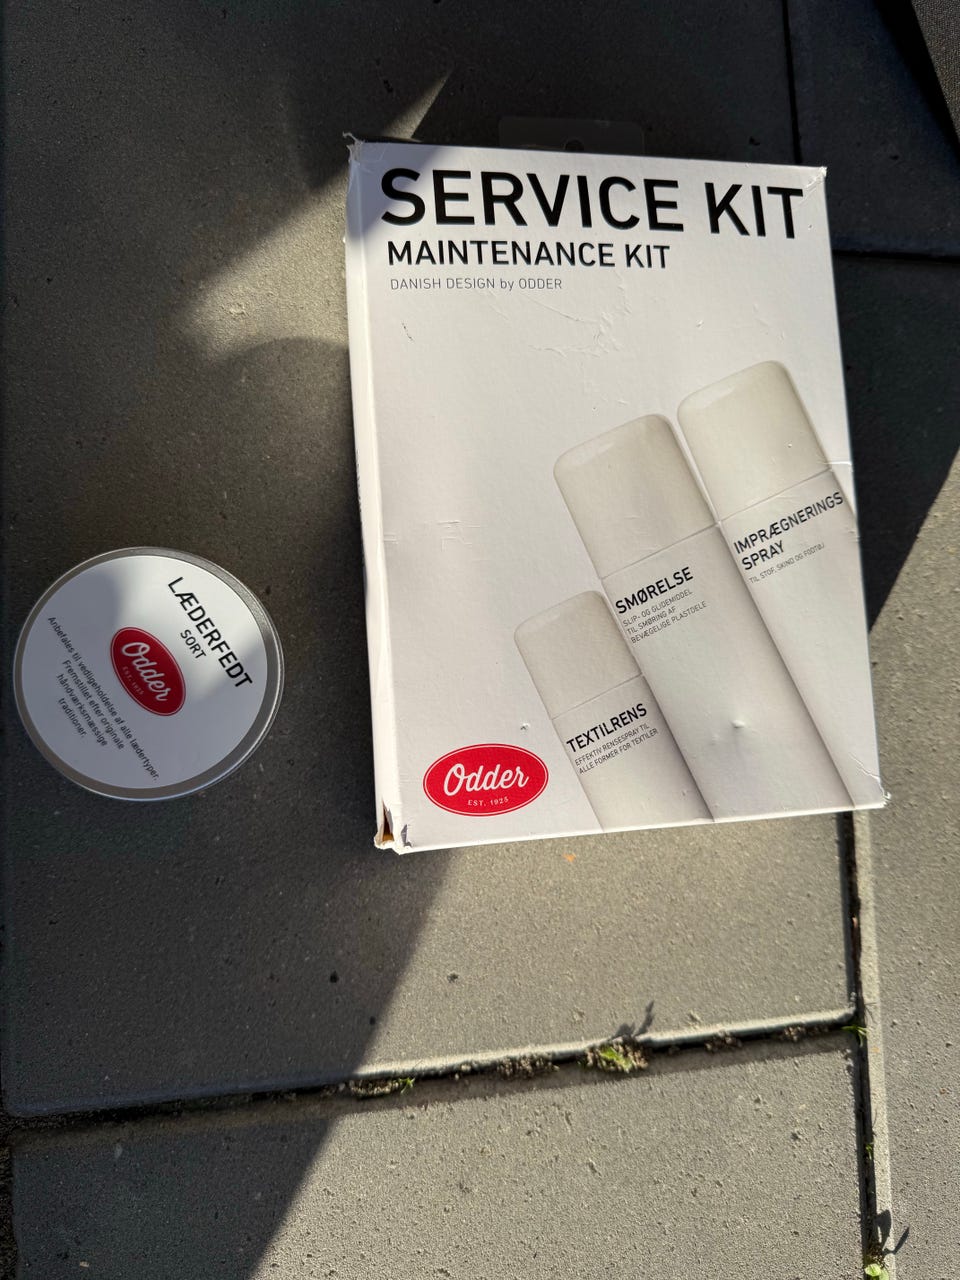 SERVICE KIT
MAINTENANCE KIT
DANISH DESIGN by ODDER
IMPRÆGNERINGS
SPRAY
TIL STOF, SKIND OG FODTØJ
SMØRELSE
SLIP- OG GLIDEMIDDEL
TIL SMØRING AF
BEVÆGELIGE PLASTDELE
TEXTILRENS
EFFEKTIV RENSESPRAY TIL
ALLE FORMER FOR TEXTILER
Odder
EST. 1925
LÆDERFEDT
SORT
Odder
EST. 1925
Anbefales til vedligeholdelse af alle lædertyper.
Fremstillet efter originale
håndværksmæssige
traditioner.